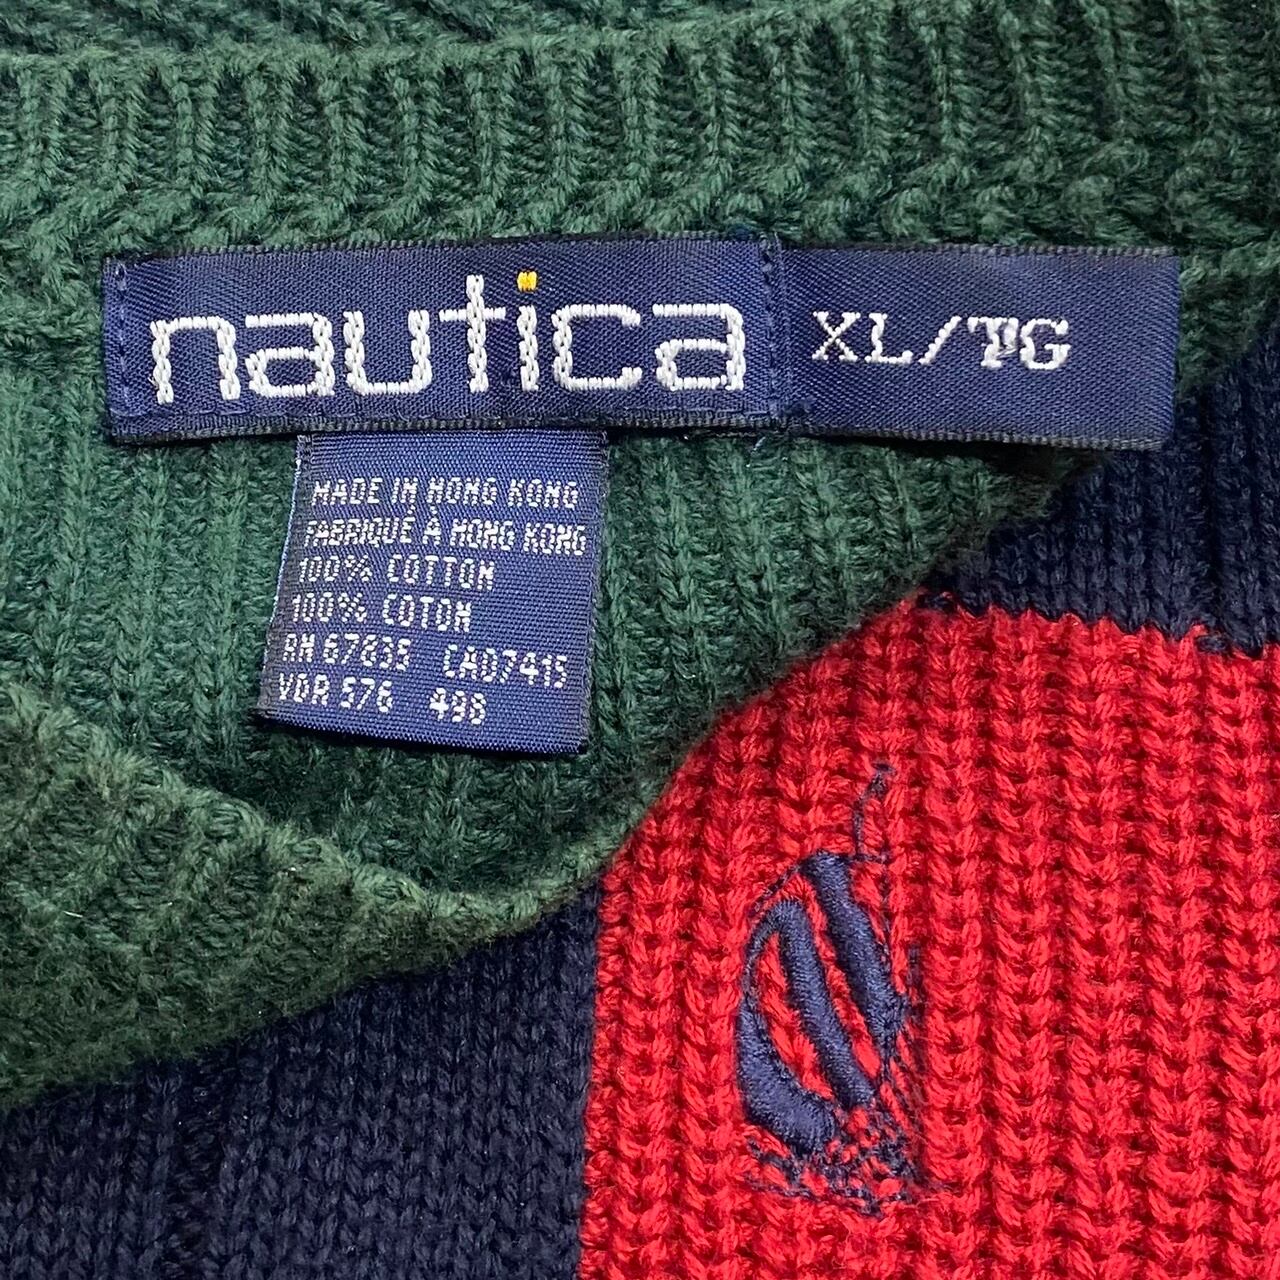 nautica
XL/TG
MADE IN HONG KONG
FABRIQUÉ À HONG KONG
100% COTTON
100% COTON
RN 67835 CA07415
VDR 576 498